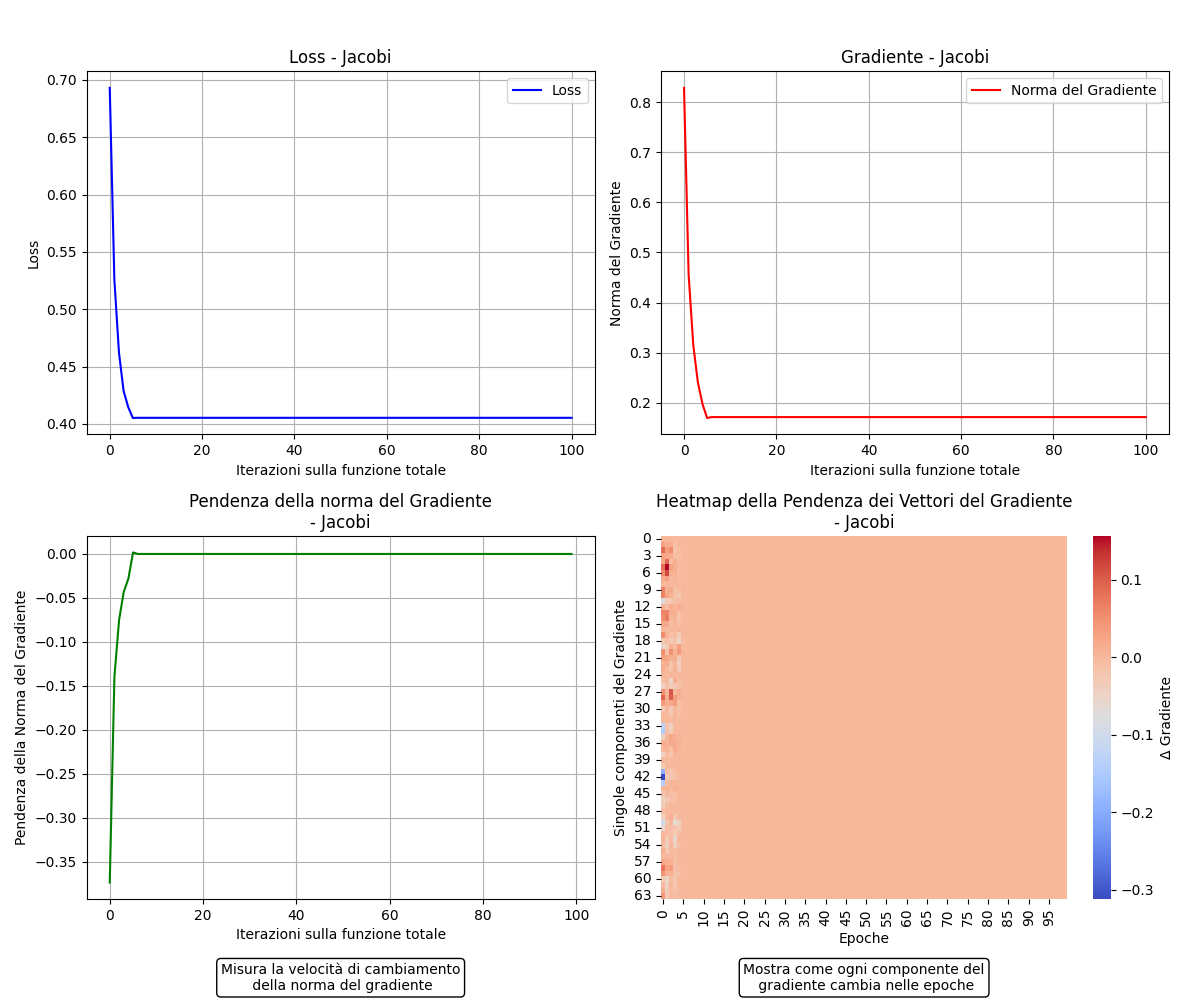 Loss - Jacobi
0.70
0.65
0.60
0.55
0.50
0.45
0.40
Loss
Loss
0 20 40 60 80 100
Iterazioni sulla funzione totale
Gradiente - Jacobi
0.8
0.7
0.6
0.5
0.4
0.3
0.2
Norma del Gradiente
Norma del Gradiente
0 20 40 60 80 100
Iterazioni sulla funzione totale
Pendenza della norma del Gradiente
- Jacobi
0.00
−0.05
−0.10
−0.15
−0.20
−0.25
−0.30
−0.35
Pendenza della Norma del Gradiente
0 20 40 60 80 100
Iterazioni sulla funzione totale
Misura la velocità di cambiamento
della norma del gradiente
Heatmap della Pendenza dei Vettori del Gradiente
- Jacobi
0
3
6
9
12
15
18
21
24
27
30
33
36
39
42
45
48
51
54
57
60
63
Singole componenti del Gradiente
0 5 10 15 20 25 30 35 40 45 50 55 60 65 70 75 80 85 90 95
Epoche
0.1
0.0
−0.1
−0.2
−0.3
Δ Gradiente
Mostra come ogni componente del
gradiente cambia nelle epoche